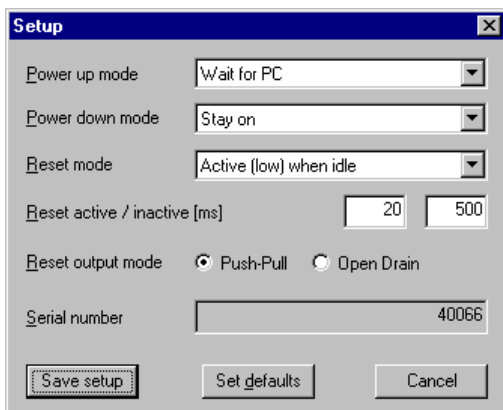 Setup
Power up mode Wait for PC
Power down mode Stay on
Reset mode Active (low) when idle
Reset active / inactive [ms] 20 500
Reset output mode Push-Pull Open Drain
Serial number 40066
Save setup Set defaults Cancel